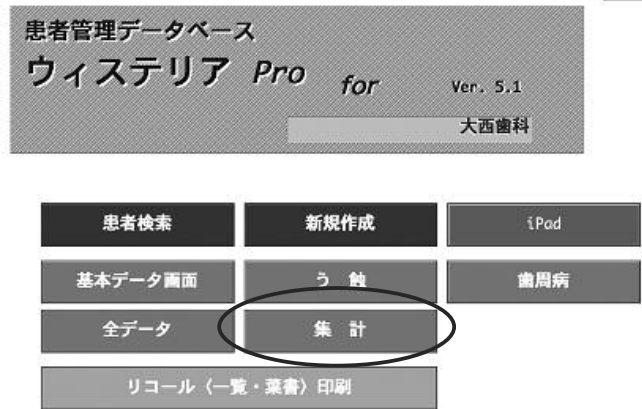 患者管理データベース
ウィステリア Pro for Ver. 5.1
大西歯科
患者検索 新規作成 iPad
基本データ画面 う 蝕 歯周病
全データ 集 計
リコール〈一覧・葉書〉印刷